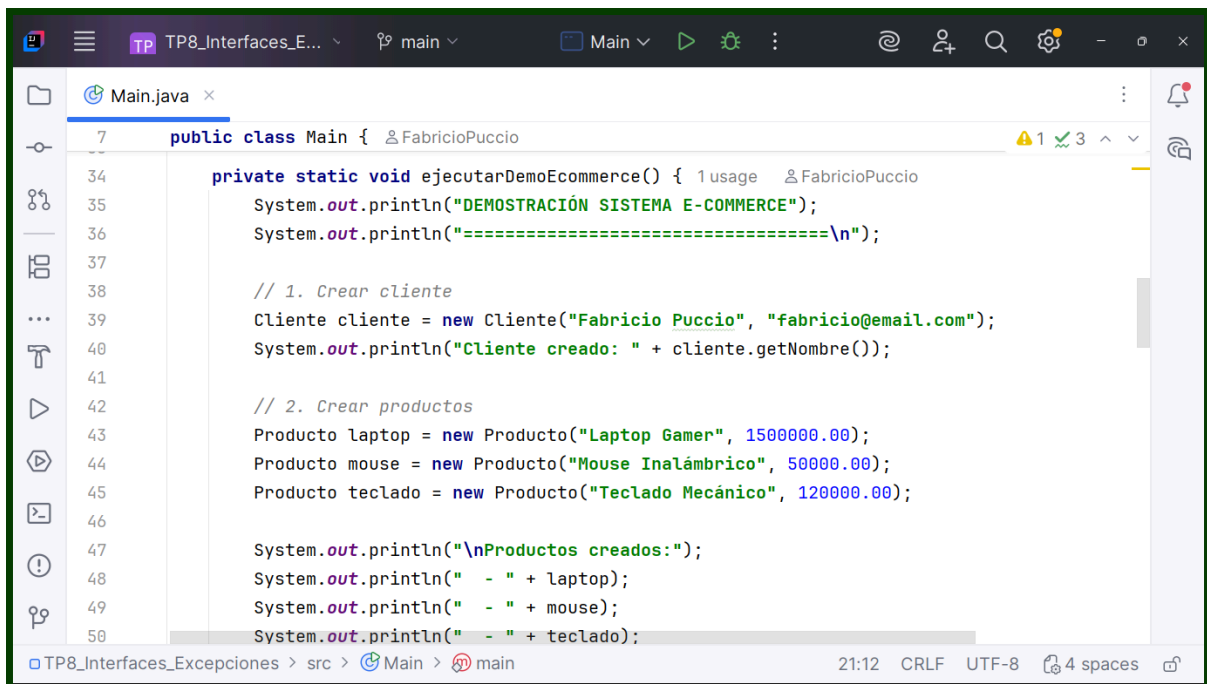 TP TP8_Interfaces_E... main Main
Main.java
7 public class Main { FabricioPuccio 1 3
34 private static void ejecutarDemoEcommerce() { 1 usage FabricioPuccio
35 System.out.println("DEMOSTRACIÓN SISTEMA E-COMMERCE");
36 System.out.println("===================================\n");
37
38 // 1. Crear cliente
39 Cliente cliente = new Cliente("Fabricio Puccio", "fabricio@email.com");
40 System.out.println("Cliente creado: " + cliente.getNombre());
41
42 // 2. Crear productos
43 Producto laptop = new Producto("Laptop Gamer", 1500000.00);
44 Producto mouse = new Producto("Mouse Inalámbrico", 50000.00);
45 Producto teclado = new Producto("Teclado Mecánico", 120000.00);
46
47 System.out.println("\nProductos creados:");
48 System.out.println("  - " + laptop);
49 System.out.println("  - " + mouse);
50 System.out.println("  - " + teclado);
TP8_Interfaces_Excepciones > src > Main > main 21:12 CRLF UTF-8 4 spaces